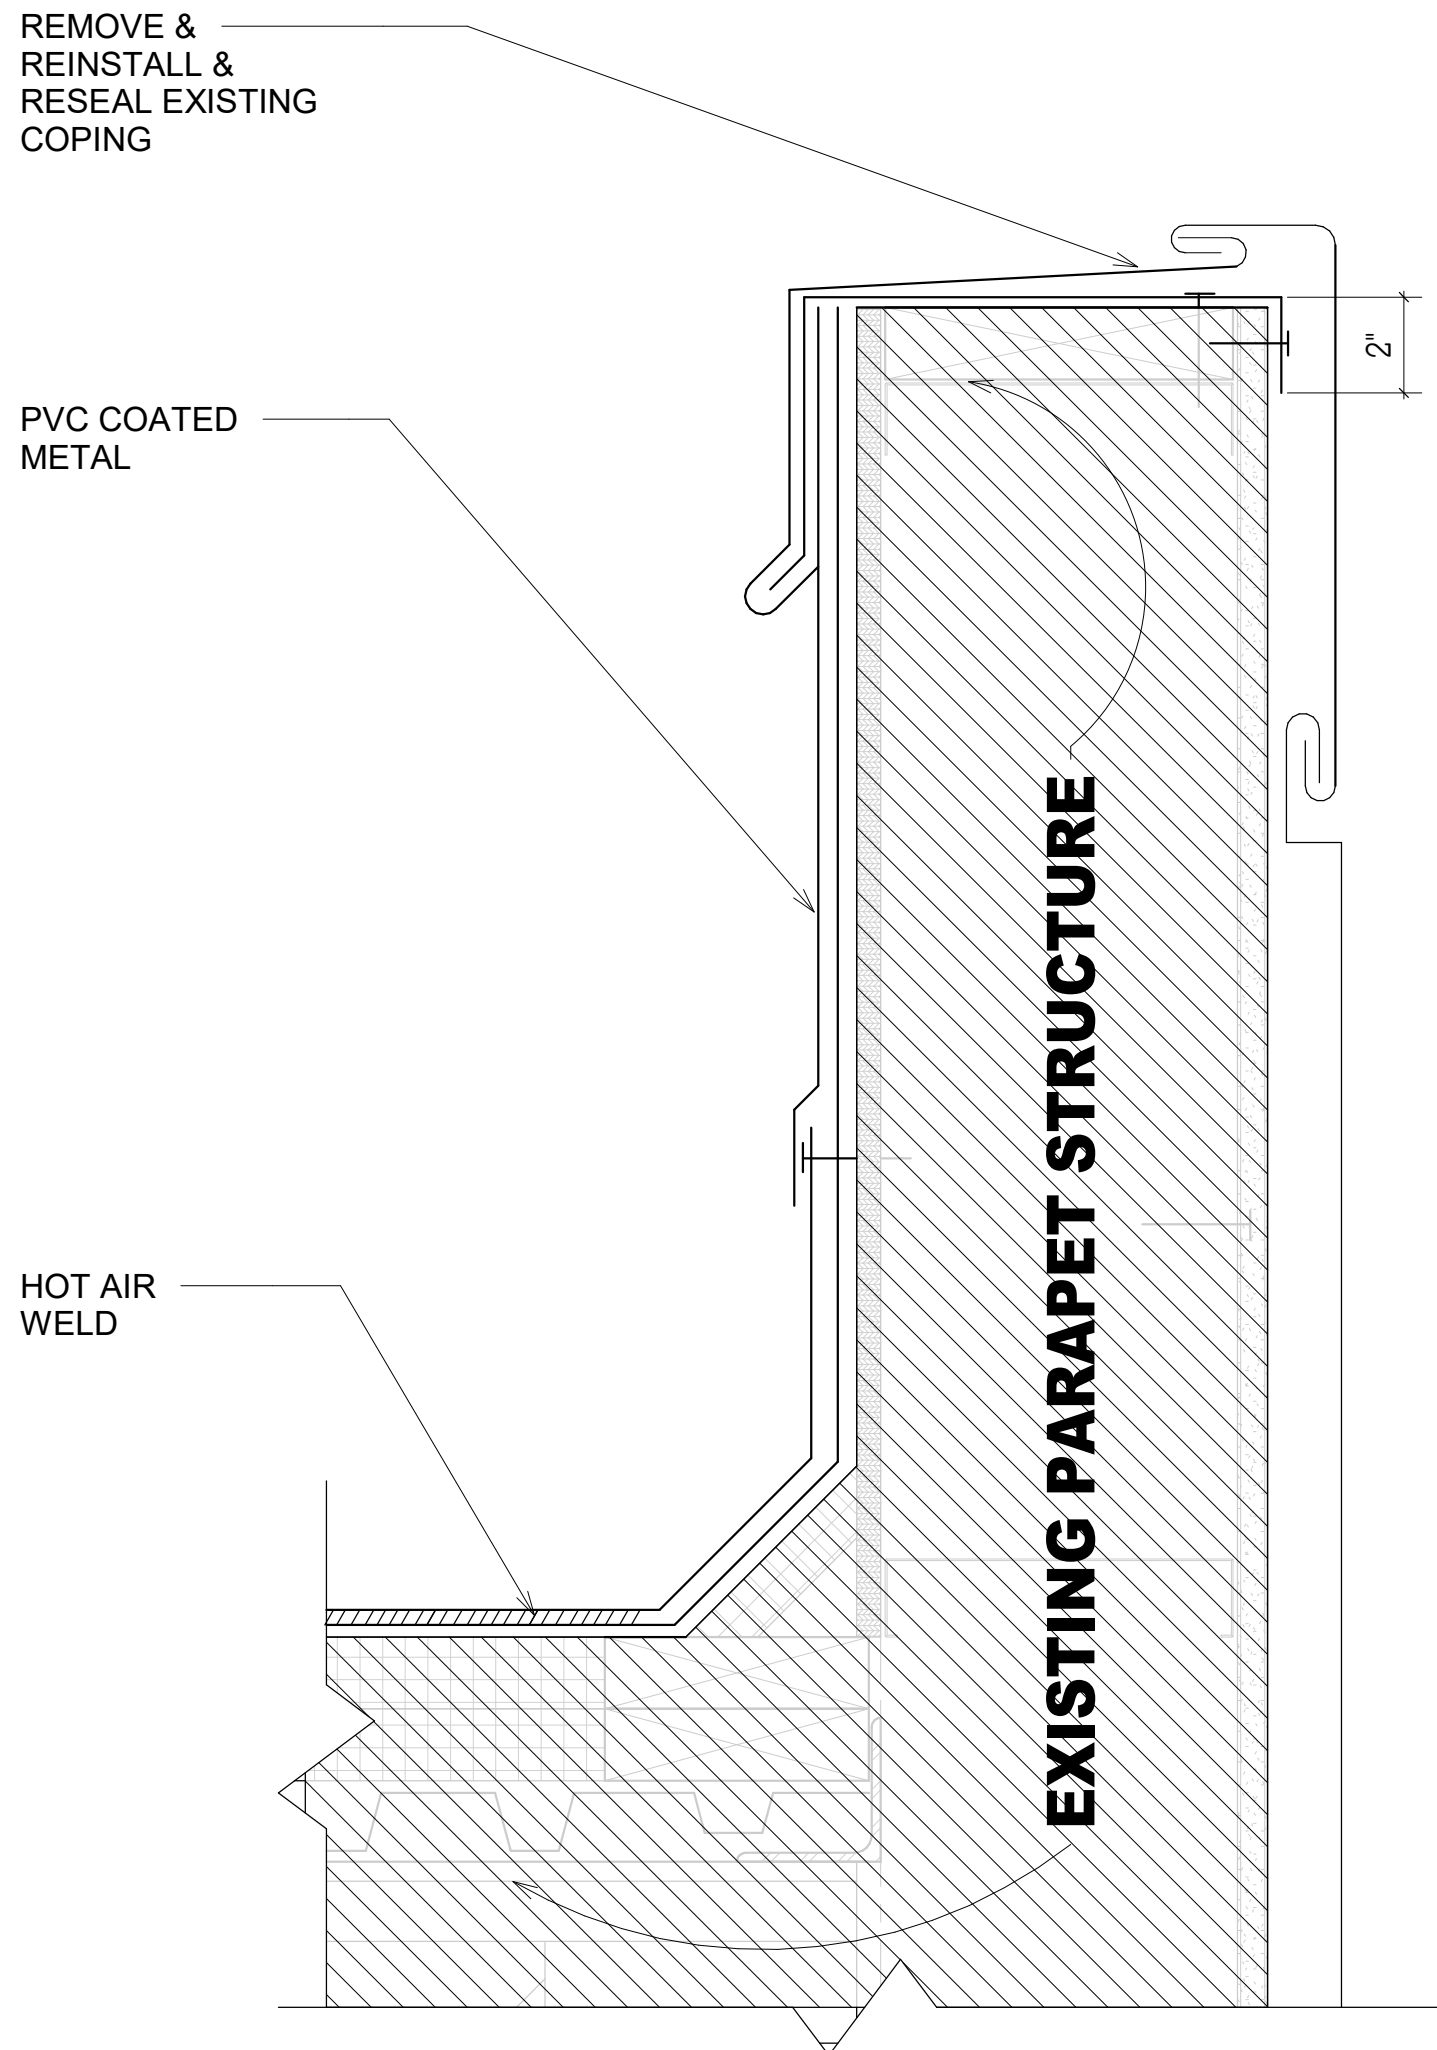 REMOVE &
REINSTALL &
RESEAL EXISTING
COPING
2"
PVC COATED
METAL
EXISTING PARAPET STRUCTURE
HOT AIR
WELD